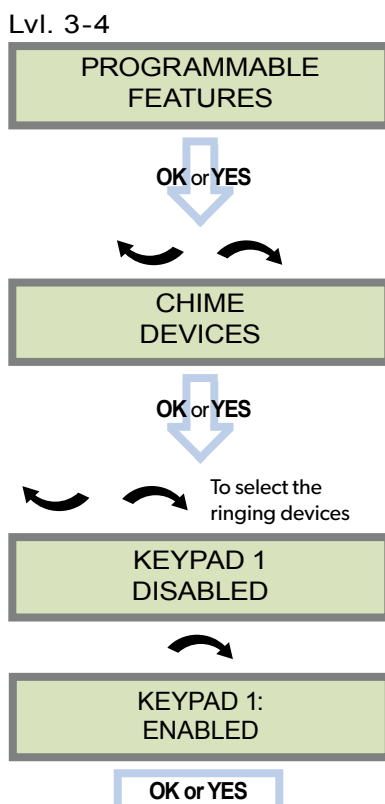 Lvl. 3-4
PROGRAMMABLE
FEATURES
OK or YES
CHIME
DEVICES
OK or YES
To select the
ringing devices
KEYPAD 1
DISABLED
KEYPAD 1:
ENABLED
OK or YES